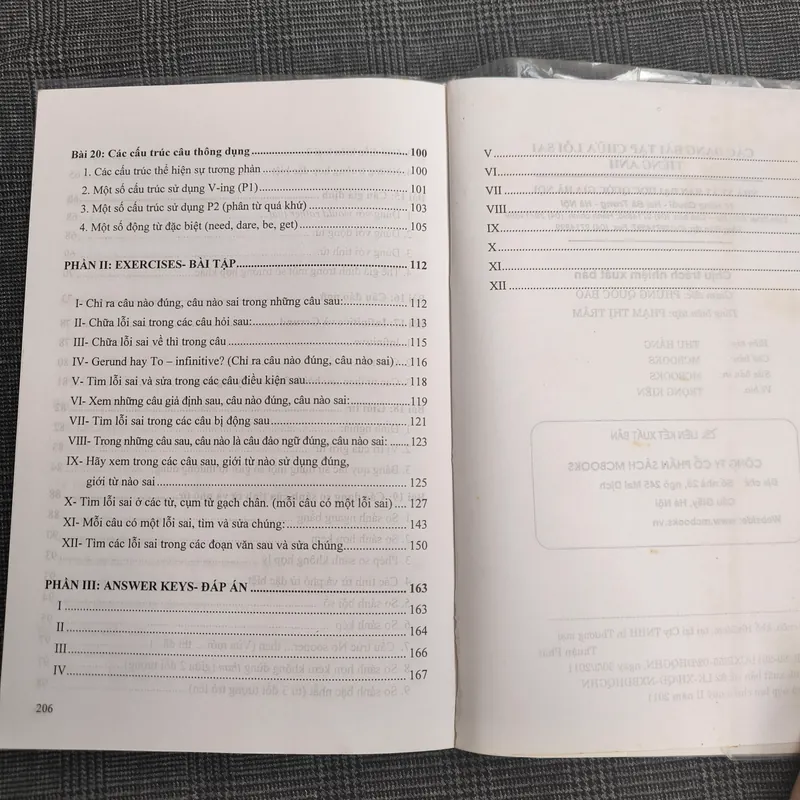 Bài 20: Các cấu trúc câu thông dụng 100
1. Các cấu trúc thể hiện sự tương phản 100
2. Một số cấu trúc sử dụng V-ing (P1) 101
3. Một số cấu trúc sử dụng P2 (phân từ quá khứ) 103
4. Một số động từ đặc biệt (need, dare, be, get) 105
PHẦN II: EXERCISES- BÀI TẬP 112
I- Chỉ ra câu nào đúng, câu nào sai trong những câu sau 112
II- Chữa lỗi sai trong các câu hỏi sau: 113
III- Chữa lỗi sai về thì trong câu 115
IV- Gerund hay To – infinitive? (Chỉ ra câu nào đúng, câu nào sai) 116
V- Tìm lỗi sai và sửa trong các câu điều kiện sau 118
VI- Xem những câu giả định sau, câu nào đúng, câu nào sai: 119
VII- Tìm lỗi sai trong các câu bị động sau 121
VIII- Trong những câu sau, câu nào là câu đảo ngữ đúng, câu nào sai: 123
IX- Hãy xem trong các câu sau, giới từ nào sử dụng đúng,
giới từ nào sai 125
X- Tìm lỗi sai ở các từ, cụm từ gạch chân. (mỗi câu có một lỗi sai) 127
XI- Mỗi câu có một lỗi sai, tìm và sửa chúng: 143
XII- Tìm các lỗi sai trong các đoạn văn sau và sửa chúng 150
PHẦN III: ANSWER KEYS- ĐÁP ÁN 163
I 163
II 164
III 166
IV 167
206
V
VI
VII
VIII
IX
X
XI
XII